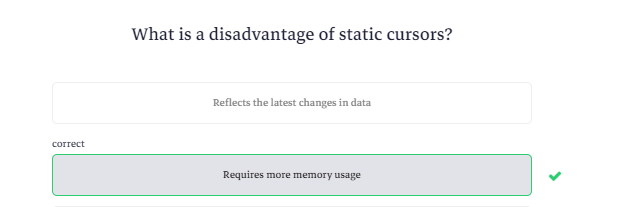 What is a disadvantage of static cursors?
Reflects the latest changes in data
correct
Requires more memory usage